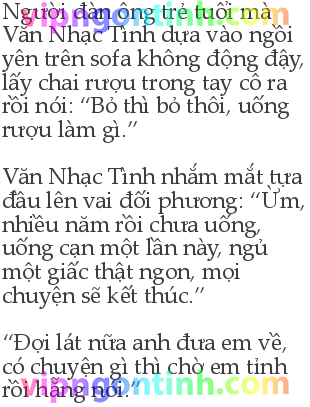 Người đàn ông trẻ tuổi mà
Văn Nhạc Tình dựa vào ngồi
yên trên sofa không động đậy,
lấy chai rượu trong tay cô ra
rồi nói: “Bỏ thì bỏ thôi, uống
rượu làm gì.”
Văn Nhạc Tình nhắm mắt tựa
đầu lên vai đối phương: “Ừm,
nhiều năm rồi chưa uống,
uống cạn một lần này, ngủ
một giấc thật ngon, mọi
chuyện sẽ kết thúc.”
“Đợi lát nữa anh đưa em về,
có chuyện gì thì chờ em tỉnh
rồi hẵng nói.”
vipngontinh.com
vipngontinh.com
vipngontinh.com